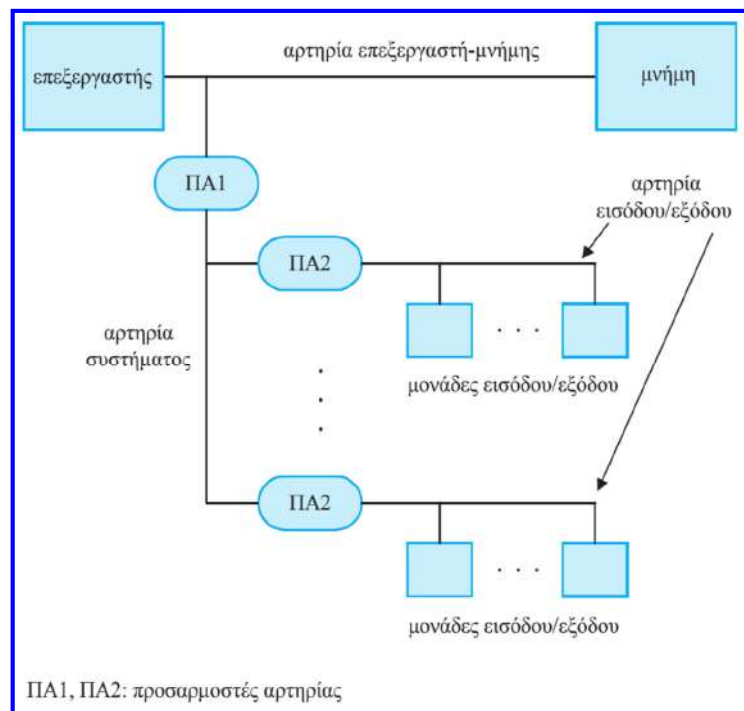 επεξεργαστής
αρτηρία επεξεργαστή-μνήμης
μνήμη
ΠΑ1
αρτηρία
εισόδου/εξόδου
ΠΑ2
αρτηρία
συστήματος
μονάδες εισόδου/εξόδου
ΠΑ2
μονάδες εισόδου/εξόδου
ΠΑ1, ΠΑ2: προσαρμοστές αρτηρίας